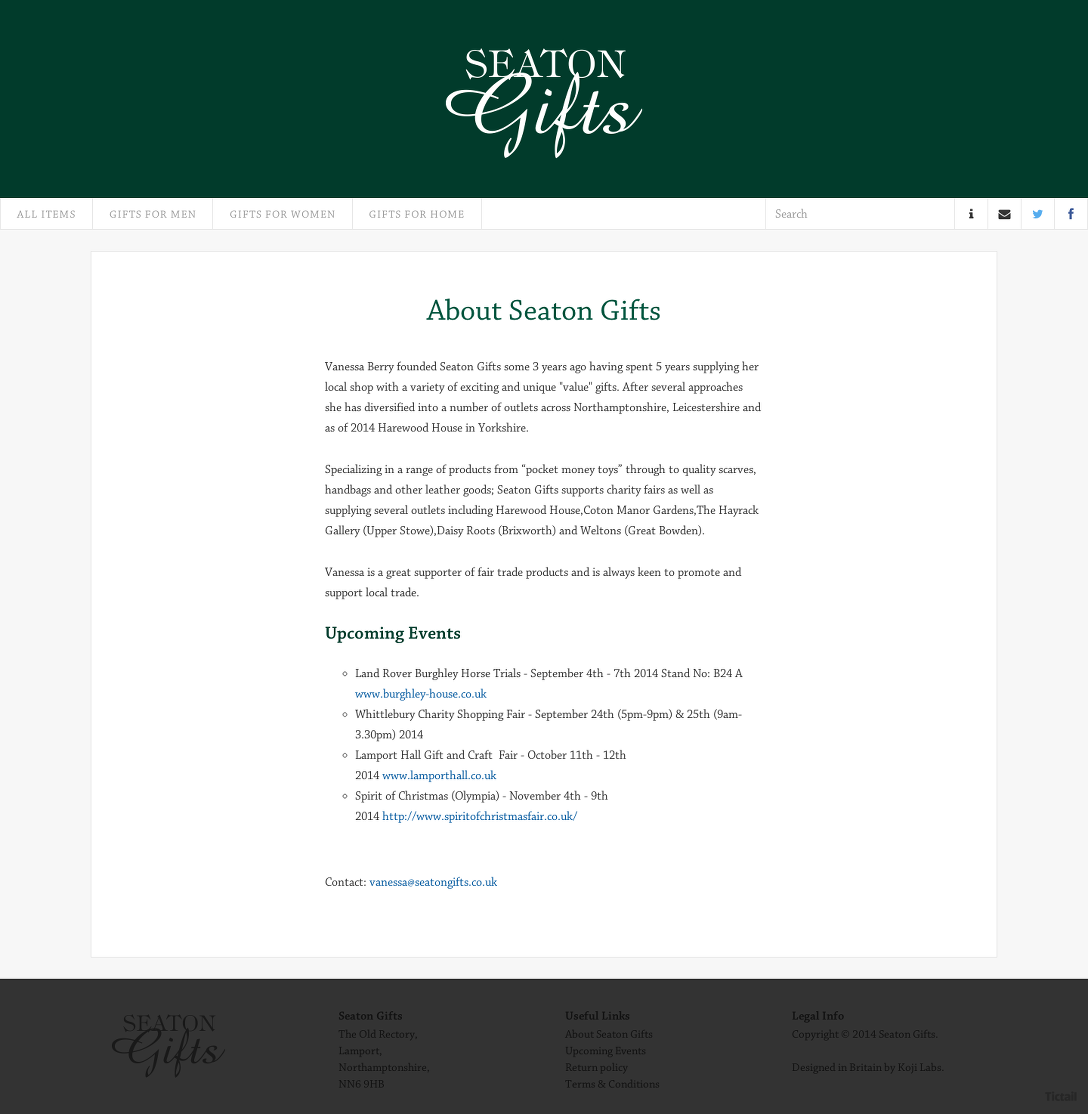 SEATON
Gifts
ALL ITEMS
GIFTS FOR MEN
GIFTS FOR WOMEN
GIFTS FOR HOME
Search
About Seaton Gifts
Vanessa Berry founded Seaton Gifts some 3 years ago having spent 5 years supplying her
local shop with a variety of exciting and unique "value" gifts. After several approaches
she has diversified into a number of outlets across Northamptonshire, Leicestershire and
as of 2014 Harewood House in Yorkshire.
Specializing in a range of products from “pocket money toys” through to quality scarves,
handbags and other leather goods; Seaton Gifts supports charity fairs as well as
supplying several outlets including Harewood House,Coton Manor Gardens,The Hayrack
Gallery (Upper Stowe),Daisy Roots (Brixworth) and Weltons (Great Bowden).
Vanessa is a great supporter of fair trade products and is always keen to promote and
support local trade.
Upcoming Events
Land Rover Burghley Horse Trials - September 4th - 7th 2014 Stand No: B24 A
www.burghley-house.co.uk
Whittlebury Charity Shopping Fair - September 24th (5pm-9pm) & 25th (9am-
3.30pm) 2014
Lamport Hall Gift and Craft  Fair - October 11th - 12th
2014 www.lamporthall.co.uk
Spirit of Christmas (Olympia) - November 4th - 9th
2014 http://www.spiritofchristmasfair.co.uk/
Contact: vanessa@seatongifts.co.uk
SEATON
Gifts
Seaton Gifts
The Old Rectory,
Lamport,
Northamptonshire,
NN6 9HB
Useful Links
About Seaton Gifts
Upcoming Events
Return policy
Terms & Conditions
Legal Info
Copyright © 2014 Seaton Gifts.
Designed in Britain by Koji Labs.
Tictail